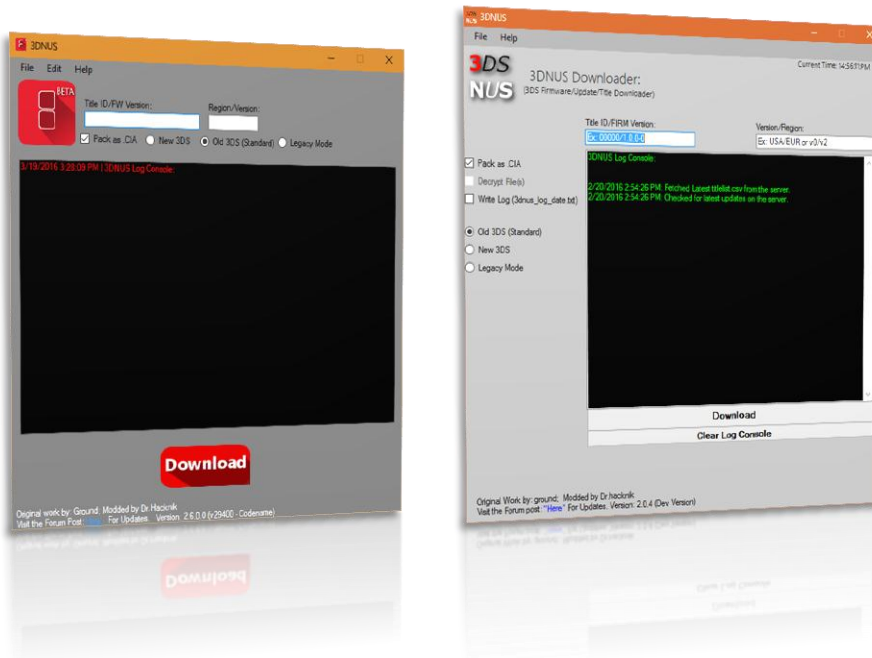 3DNUS
File Edit Help
BETA
Title ID/FW Version:
Region/Version:
Pack as .CIA New 3DS Old 3DS (Standard) Legacy Mode
3/19/2016 3:28:09 PM | 3DNUS Log Console:
Download
Original work by: Ground: Modded by Dr.Hacknik
Visit the Forum Post: For Updates. Version: 2.6.0.0 (v29400 - Codename)
3DNUS
File Help
3DS
NUS
3DNUS Downloader:
(3DS Firmware/Update/Title Downloader)
Current Time: 14:56:11 PM
Title ID/FIRM Version:
Version/Region:
Ex: 00000/1.0.0-0
Ex: USA/EUR or v0/v2
Pack as .CIA
Decrypt File(s)
Write Log (3dnus_log_date.txt)
Old 3DS (Standard)
New 3DS
Legacy Mode
3DNUS Log Console:
2/20/2016 2:54:26 PM: Fetched Latest titlelist.csv from the server.
2/20/2016 2:54:26 PM: Checked for latest updates on the server.
Download
Clear Log Console
Original Work by: ground: Modded by Dr.hacknik
Visit the Forum post: "Here" For Updates. Version: 2.0.4 (Dev Version)